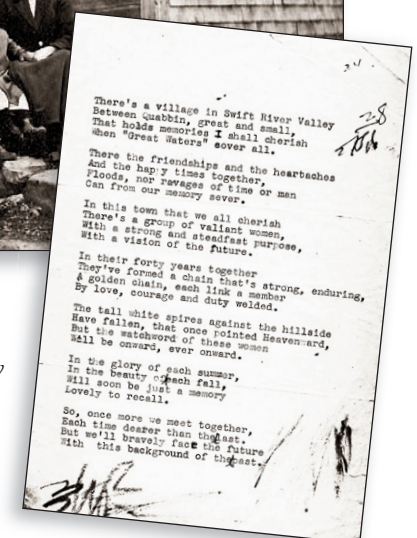 24
28
There's a village in Swift River Valley
Between Quabbin, great and small,
That holds memories I shall cherish
When "Great Waters" cover all.
There the friendships and the heartaches
And the happy times together,
Floods, nor ravages of time or man
Can from our memory sever.
In this town that we all cherish
There's a group of valiant women,
With a strong and steadfast purpose,
With a vision of the future.
In their forty years together
They've formed a chain that's strong, enduring,
A golden chain, each link a member
By love, courage and duty welded.
The tall white spires against the hillside
Have fallen, that once pointed Heavenward,
But the watchword of these women
Will be onward, ever onward.
In the glory of each summer,
In the beauty of each fall,
Will soon be just a memory
Lovely to recall.
So, once more we meet together,
Each time dearer than the last.
But we'll bravely face the future
With this background of the past.